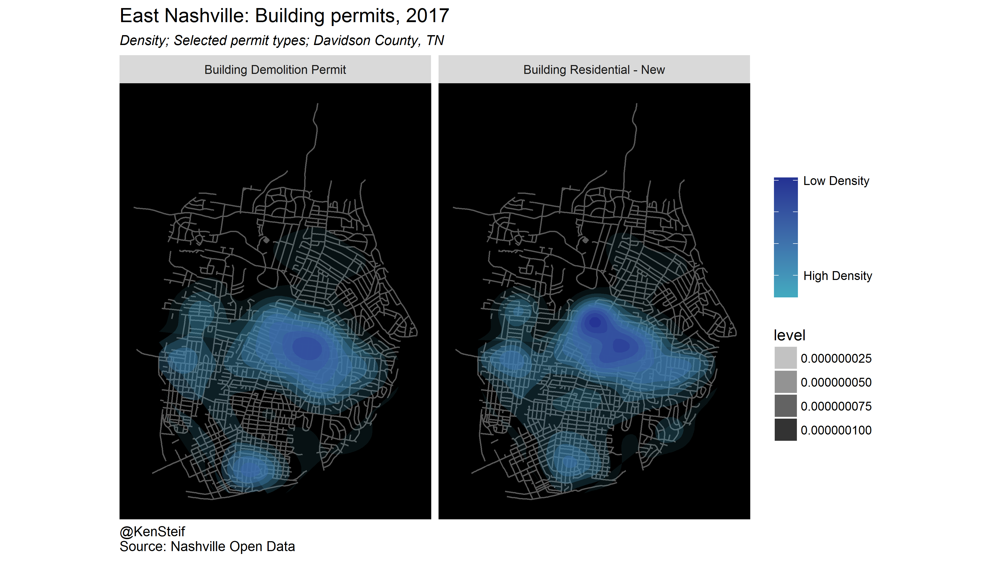 East Nashville: Building permits, 2017
Density; Selected permit types; Davidson County, TN
Building Demolition Permit
Building Residential - New
Low Density
High Density
level
0.000000025
0.000000050
0.000000075
0.000000100
@KenSteif
Source: Nashville Open Data